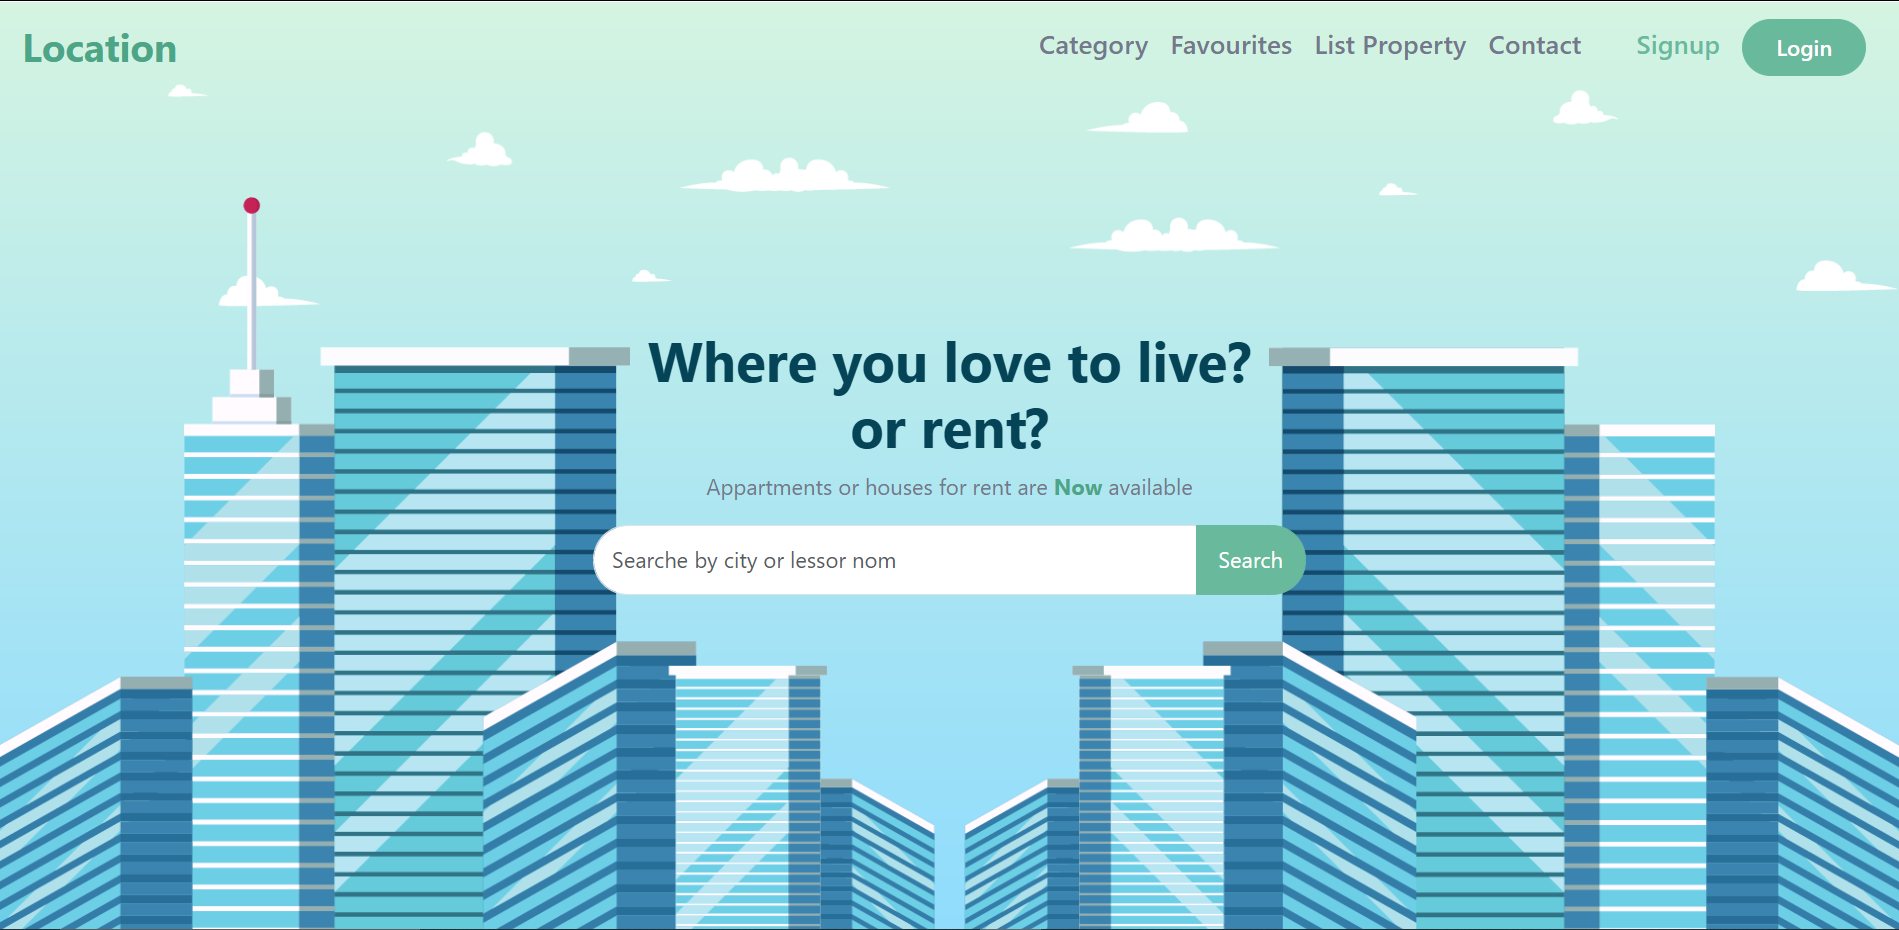 Location
Category Favourites List Property Contact Signup Login
Where you love to live?
or rent?
Appartments or houses for rent are Now available
Searche by city or lessor nom Search